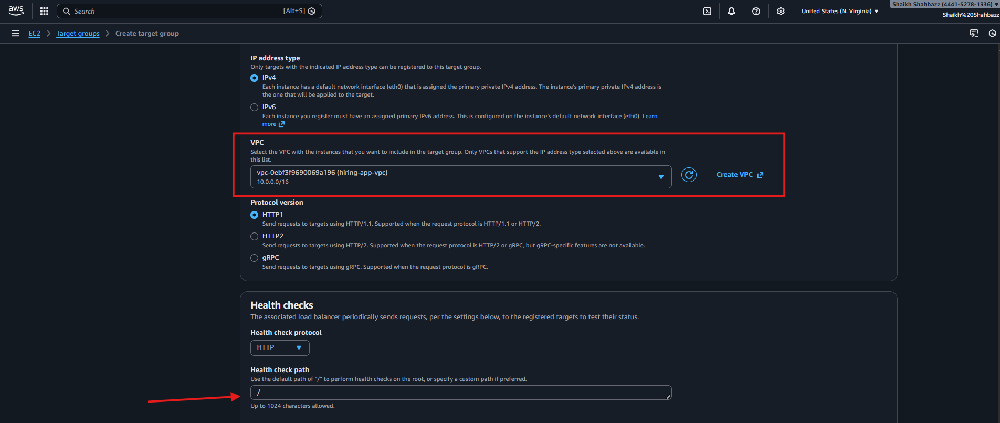 aws
Search
[Alt+S]
United States (N. Virginia)
Shaikh Shahbazz (4441-5278-1336)
Shaikh%20Shahbazz
EC2
Target groups
Create target group
IP address type
Only targets with the indicated IP address type can be registered to this target group.
IPv4
Each instance has a default network interface (eth0) that is assigned the primary private IPv4 address. The instance's primary private IPv4 address is
the one that will be applied to the target.
IPv6
Each instance you register must have an assigned primary IPv6 address. This is configured on the instance's default network interface (eth0). Learn
more
VPC
Select the VPC with the instances that you want to include in the target group. Only VPCs that support the IP address type selected above are available in
this list.
vpc-0ebf3f9690069a196 (hiring-app-vpc)
10.0.0.0/16
Create VPC
Protocol version
HTTP1
Send requests to targets using HTTP/1.1. Supported when the request protocol is HTTP/1.1 or HTTP/2.
HTTP2
Send requests to targets using HTTP/2. Supported when the request protocol is HTTP/2 or gRPC, but gRPC-specific features are not available.
gRPC
Send requests to targets using gRPC. Supported when the request protocol is gRPC.
Health checks
The associated load balancer periodically sends requests, per the settings below, to the registered targets to test their status.
Health check protocol
HTTP
Health check path
Use the default path of "/" to perform health checks on the root, or specify a custom path if preferred.
/
Up to 1024 characters allowed.